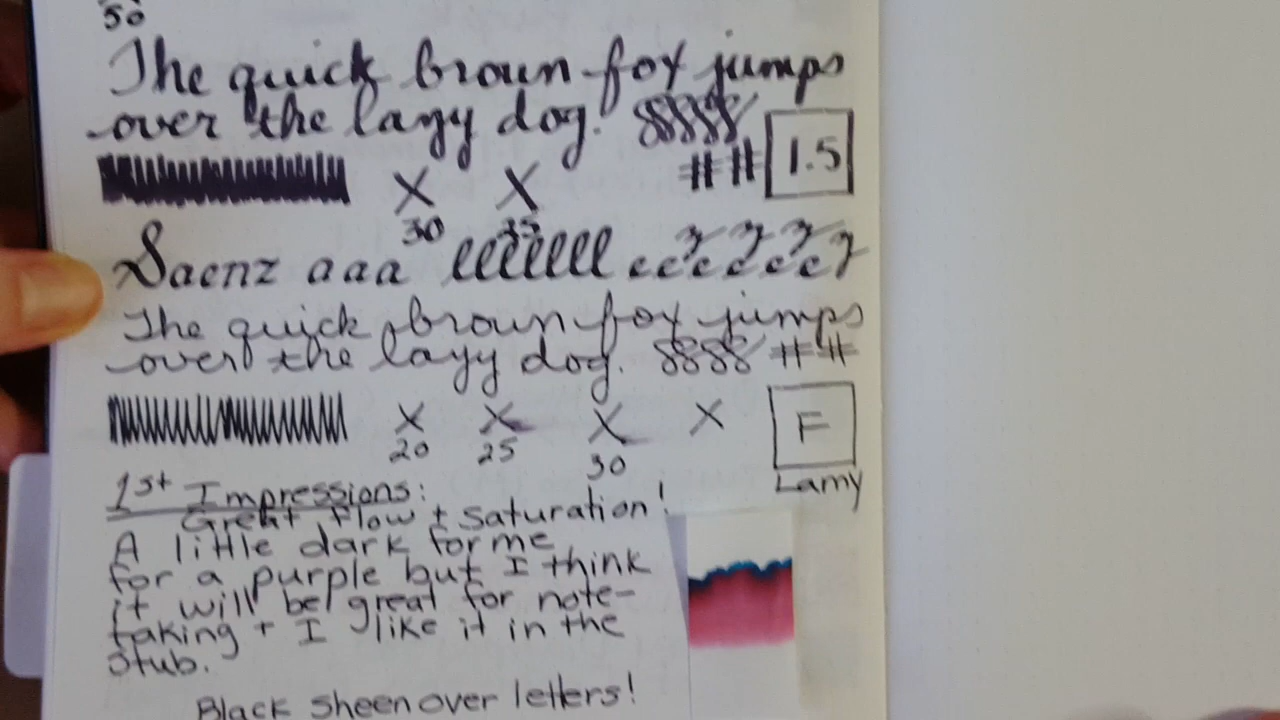 50
The quick brown fox jumps
over the lazy dog. 88888
##
1.5
X X
30 35
Saenz aaa llllllll
The quick brown fox jumps
over the lazy dog. 8888 ##
X X X X
20 25 30
F
Lamy
1st Impressions:
Great flow + saturation!
A little dark for me
for a purple but I think
it will be great for note-
taking + I like it in the
stub.
Black sheen over letters!